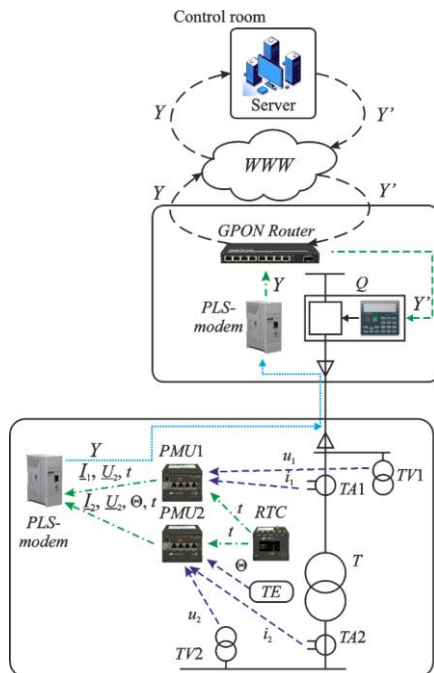 Control room
Server
Y
Y'
WWW
Y
Y'
GPON Router
Y
Q
PLS-
modem
Y'
Y
PMU1
u1
I1, U2, t
i1
TV1
I2, U2, Θ, t
TA1
PLS-
modem
t
RTC
PMU2
t
T
Θ
TE
u2
i2
TA2
TV2